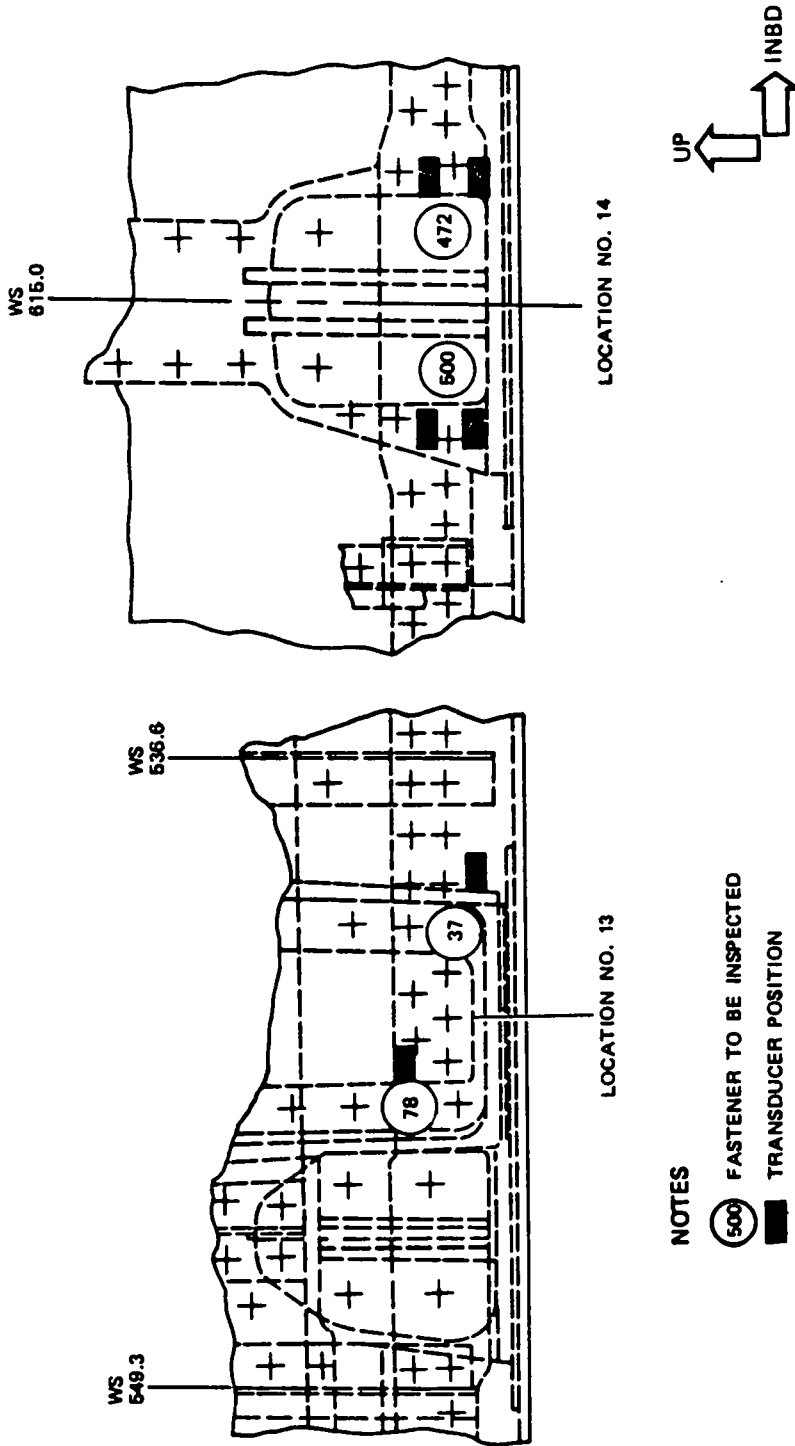 WS
549.3
WS
536.6
WS
615.0
78
37
500
472
LOCATION NO. 13
LOCATION NO. 14
NOTES
500 FASTENER TO BE INSPECTED
TRANSDUCER POSITION
UP
INBD